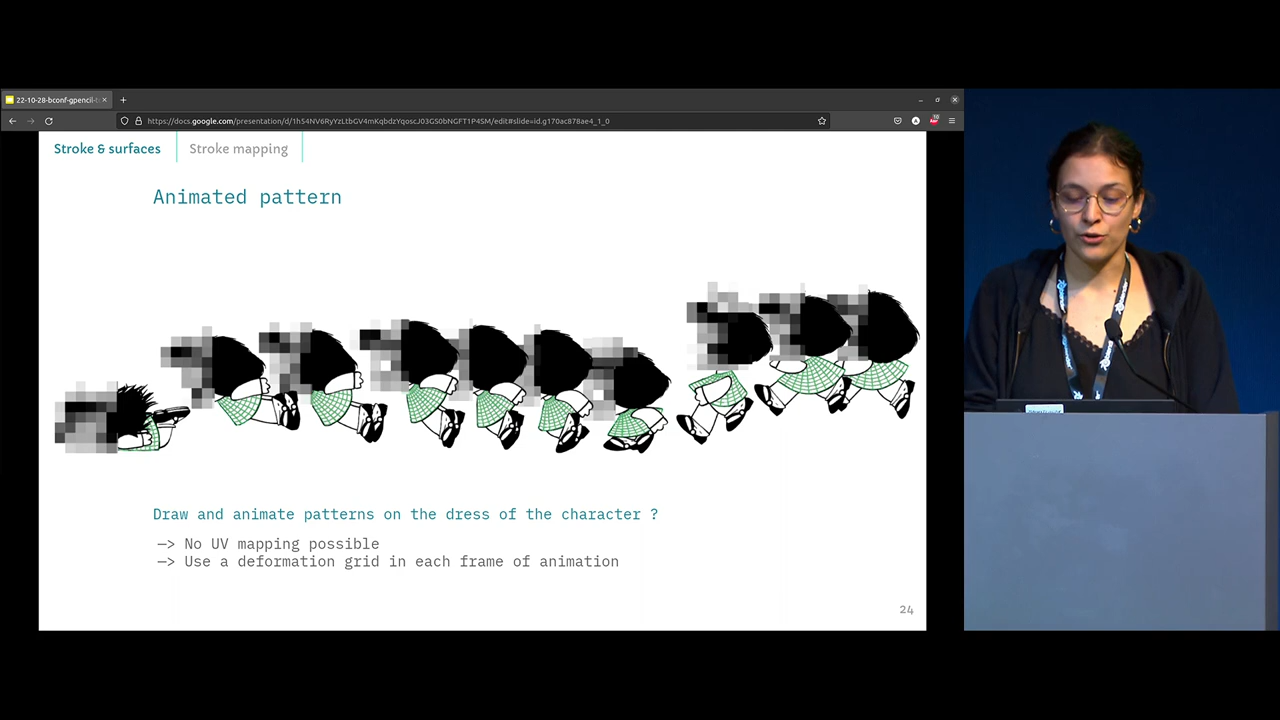 22-10-28-bconf-gpencil-t
https://docs.google.com/presentation/d/1h54NV6RyYzLtbGV4mKqbdzYqoscJ03GS0bNGFT1P4SM/edit#slide=id.g170ac878ae4_1_0
Stroke & surfaces
Stroke mapping
Animated pattern
Draw and animate patterns on the dress of the character ?
—> No UV mapping possible
—> Use a deformation grid in each frame of animation
24